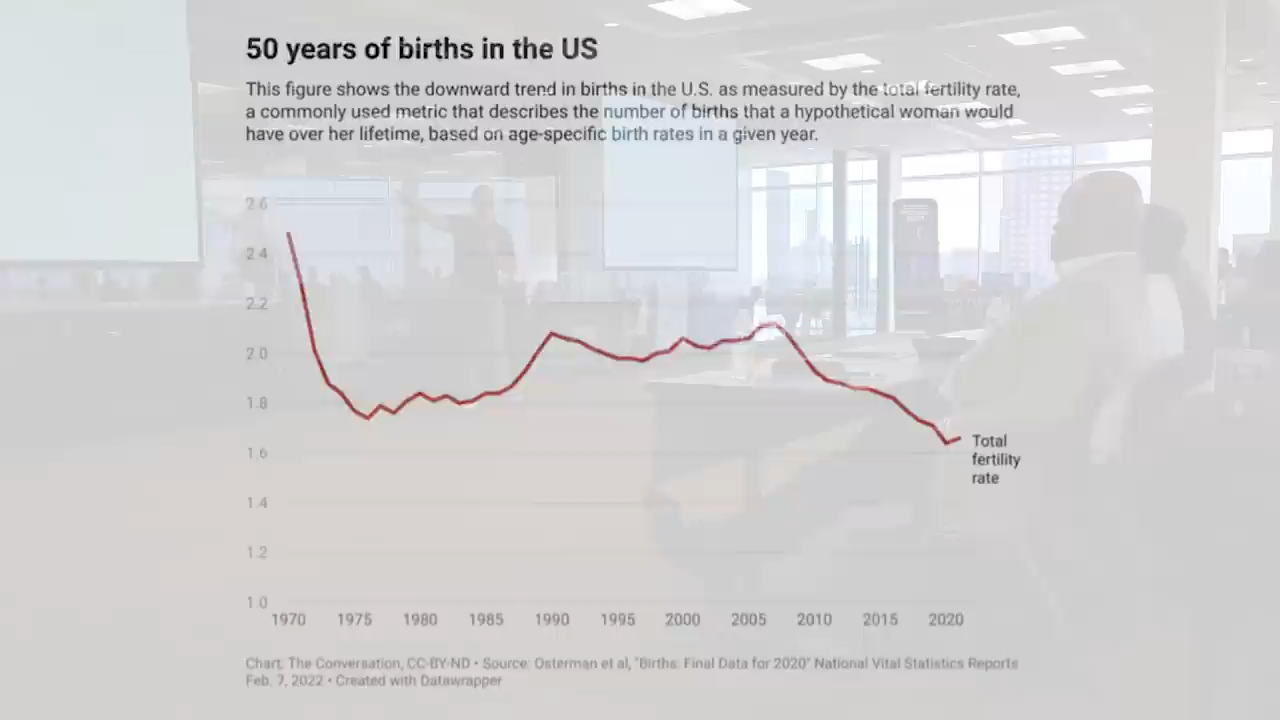 50 years of births in the US
This figure shows the downward trend in births in the U.S. as measured by the total fertility rate,
a commonly used metric that describes the number of births that a hypothetical woman would
have over her lifetime, based on age-specific birth rates in a given year.
2.6
2.4
2.2
2.0
1.8
1.6
1.4
1.2
1.0
Total
fertility
rate
1970 1975 1980 1985 1990 1995 2000 2005 2010 2015 2020
Chart: The Conversation, CC-BY-ND • Source: Osterman et al, "Births: Final Data for 2020" National Vital Statistics Reports
Feb. 7, 2022 • Created with Datawrapper